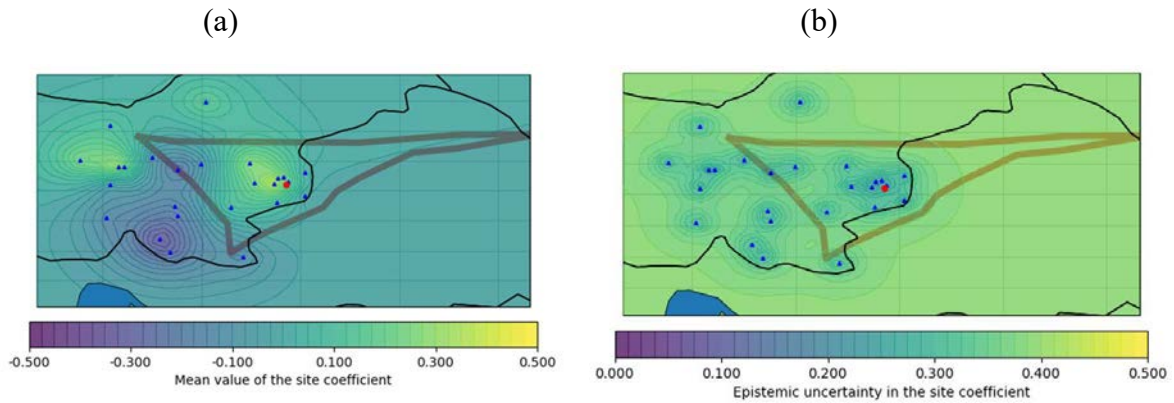 (a) (b)
-0.500 -0.300 -0.100 0.100 0.300 0.500
Mean value of the site coefficient
0.000 0.100 0.200 0.300 0.400 0.500
Epistemic uncertainty in the site coefficient